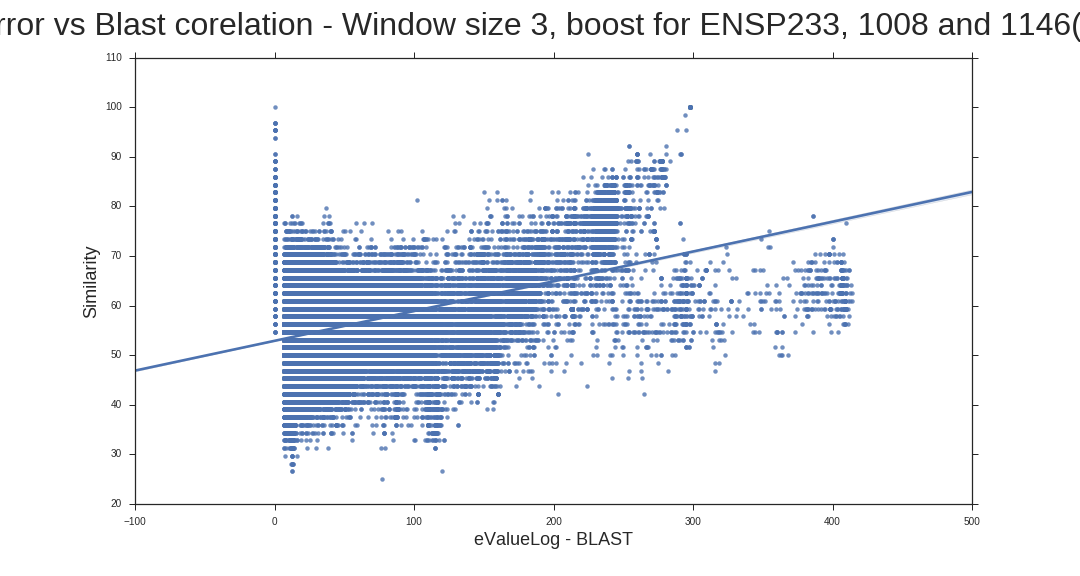 rror vs Blast corelation - Window size 3, boost for ENSP233, 1008 and 1146(
110
100
90
80
70
60
50
40
30
20
Similarity
−100 0 100 200 300 400 500
eValueLog - BLAST